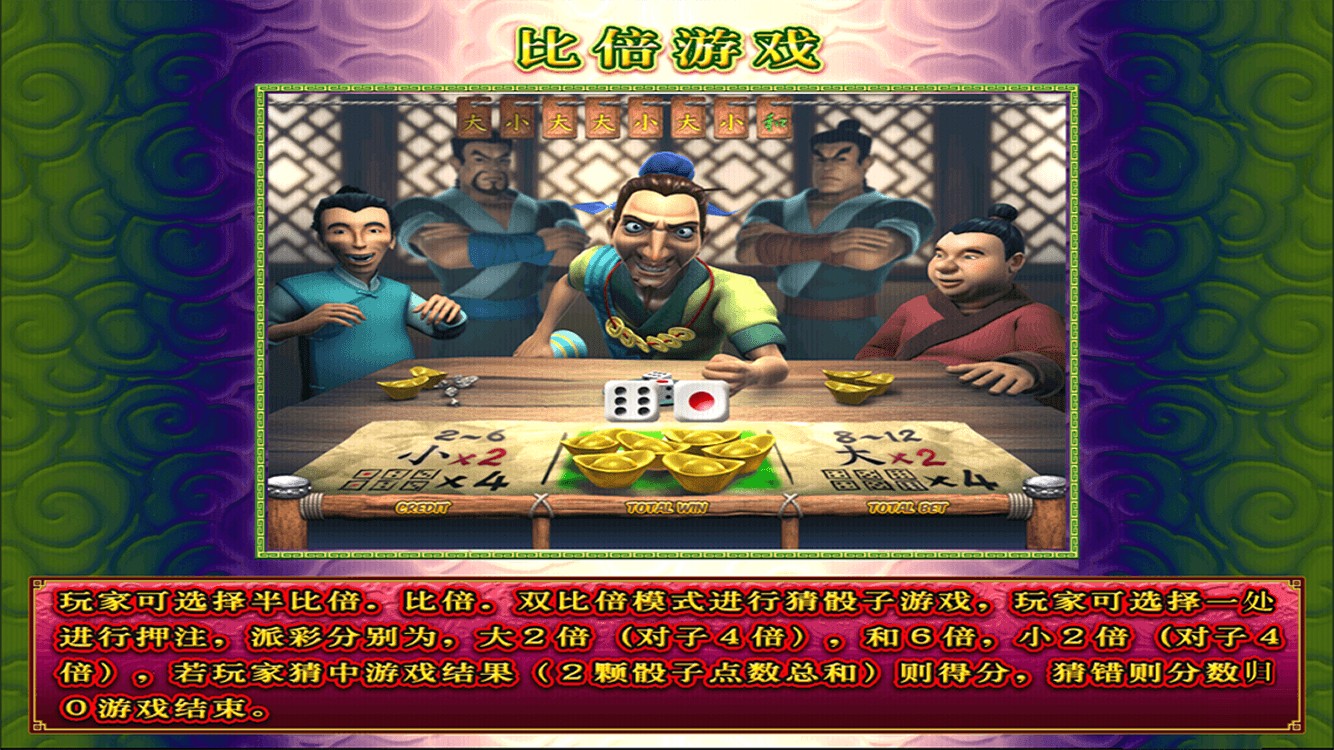 比倍游戏
大小大大小大小和
2~6
小×2
×4
8~12
大×2
×4
CREDIT
TOTAL WIN
TOTAL BET
玩家可选择半比倍. 比倍. 双比倍模式进行猜骰子游戏, 玩家可选择一处
进行押注, 派彩分别为, 大2倍 (对子4倍) , 和6倍, 小2倍 (对子4
倍) , 若玩家猜中游戏结果 (2颗骰子点数总和) 则得分, 猜错则分数归
0游戏结束。